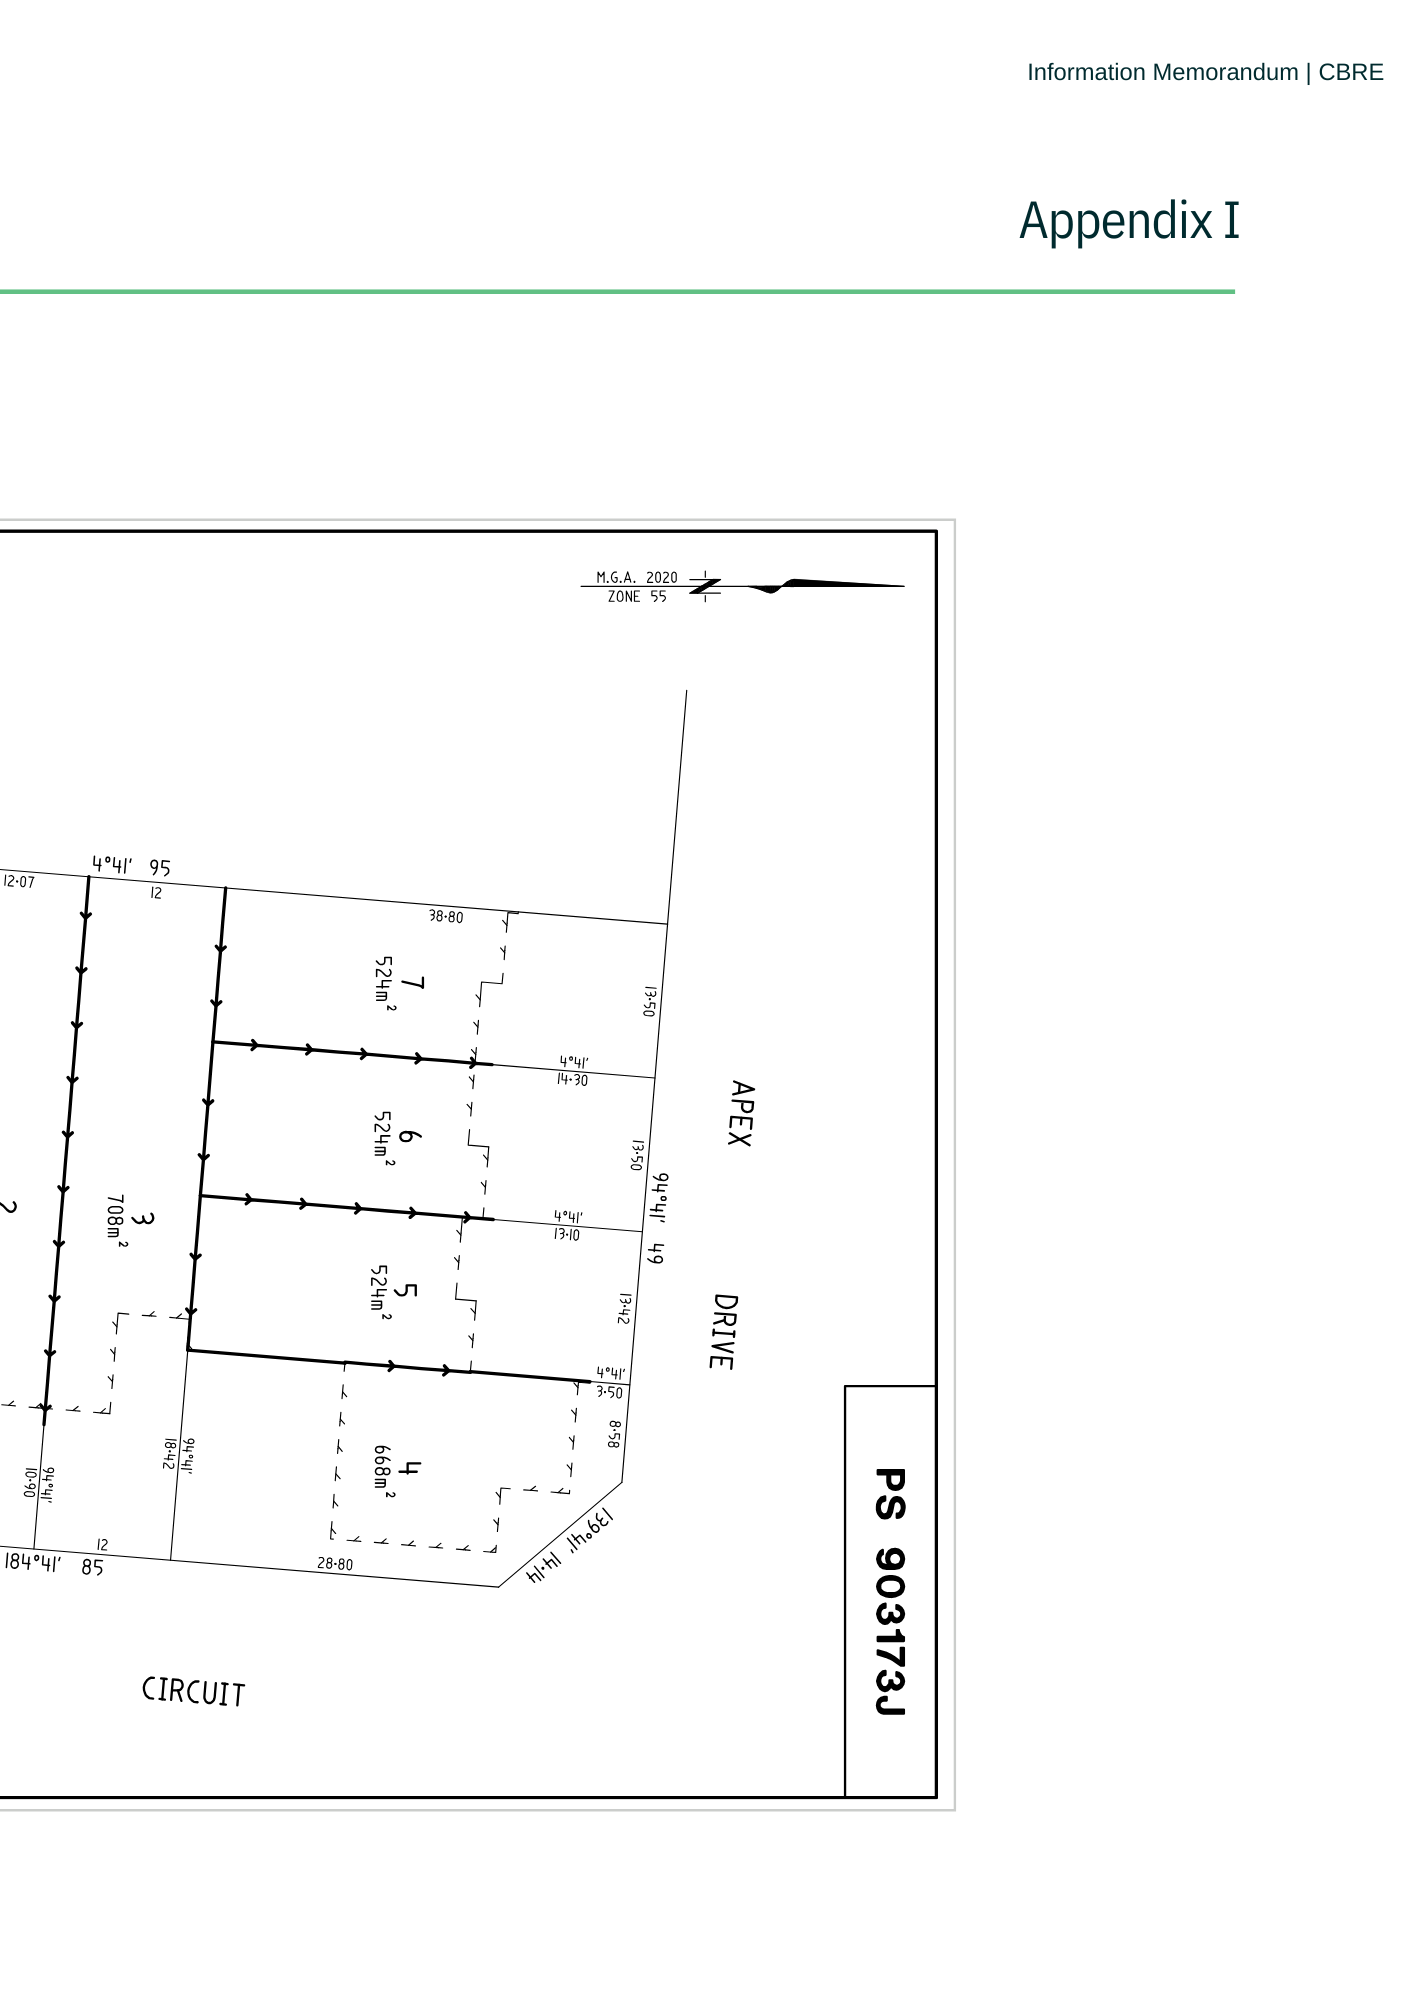 Information Memorandum | CBRE
Appendix I
M.G.A. 2020
ZONE 55
4°41' 95
12·07
12
38·80
7
524m²
13·50
4°41'
14·30
APEX
6
524m²
13·50
94°41' 49
4°41'
13·10
2
3
708m²
5
524m²
13·42
DRIVE
4°41'
3·50
8·58
4
668m²
94°41'
18·42
94°41'
10·90
139°41' 14·14
12
184°41' 85
28·80
CIRCUIT
PS 903173J